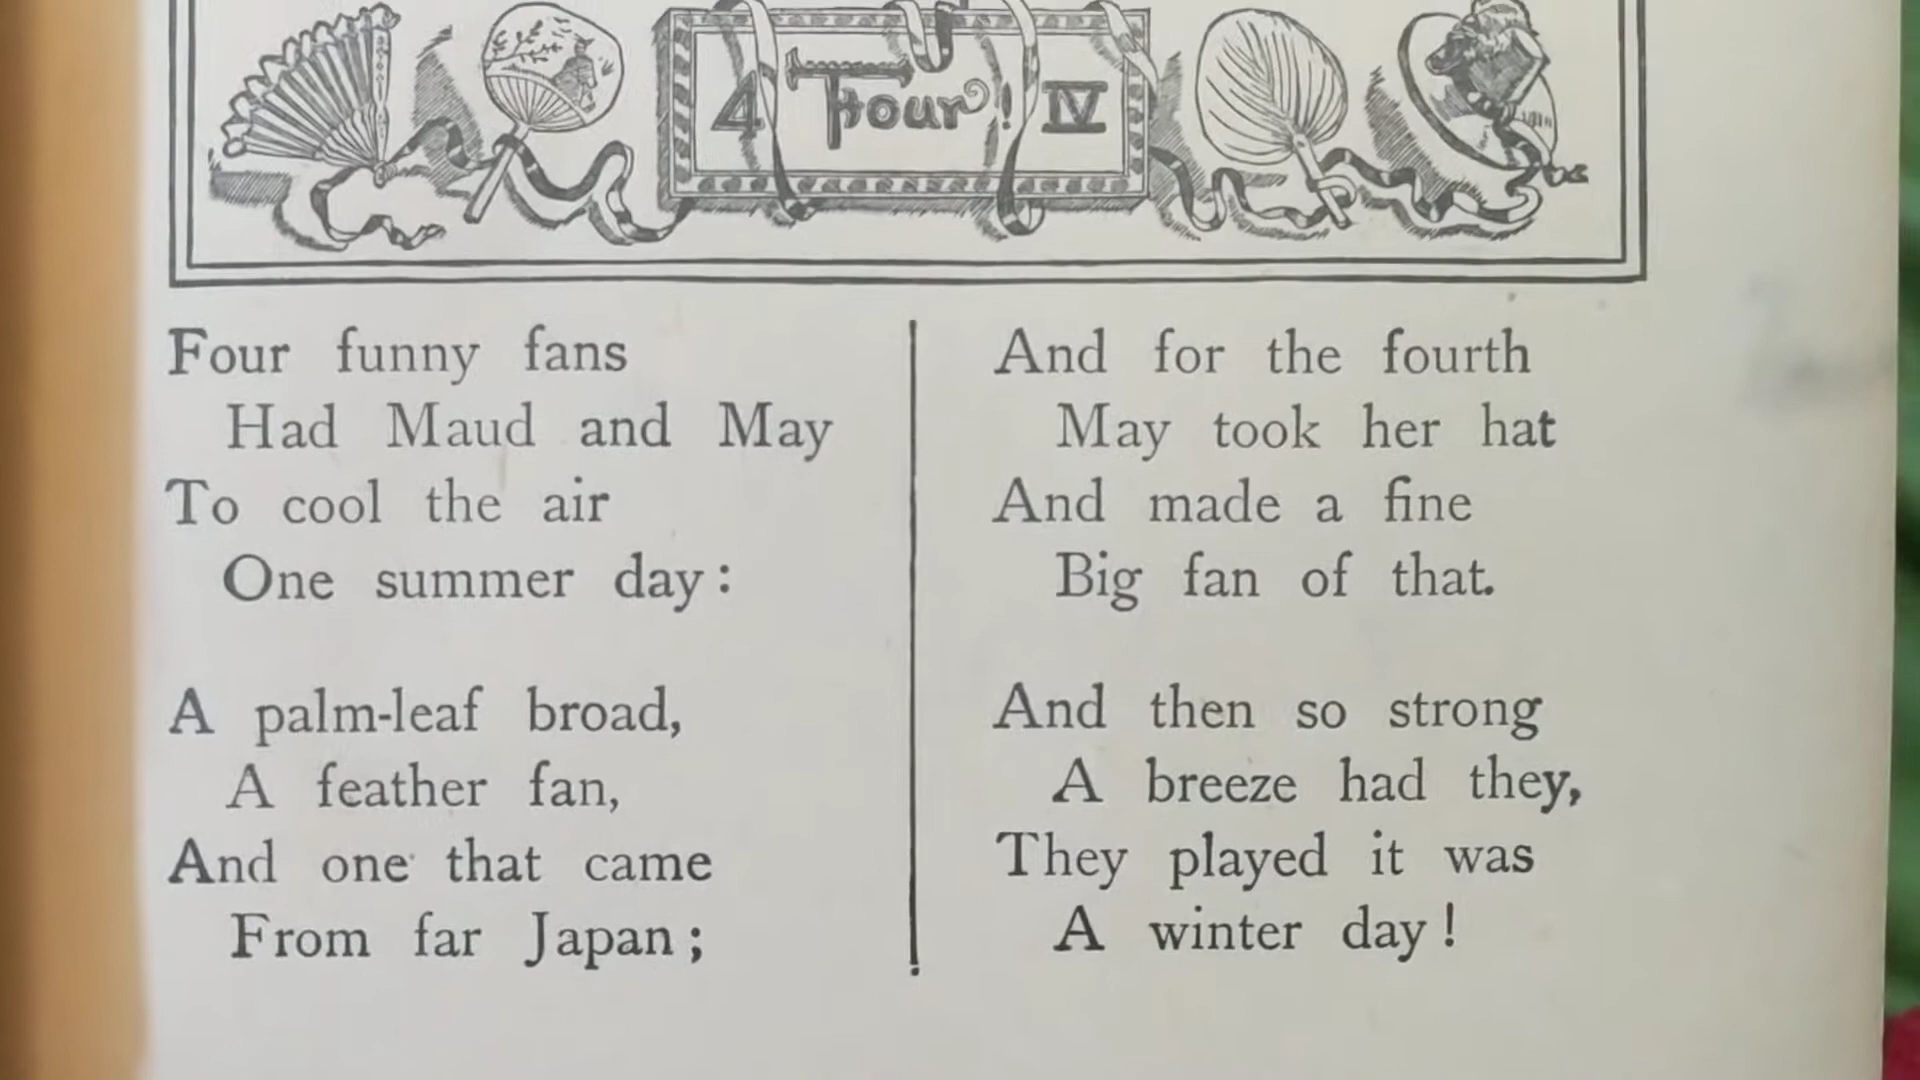 4 Four! IV
Four funny fans
Had Maud and May
To cool the air
One summer day:
A palm-leaf broad,
A feather fan,
And one that came
From far Japan;
And for the fourth
May took her hat
And made a fine
Big fan of that.
And then so strong
A breeze had they,
They played it was
A winter day!